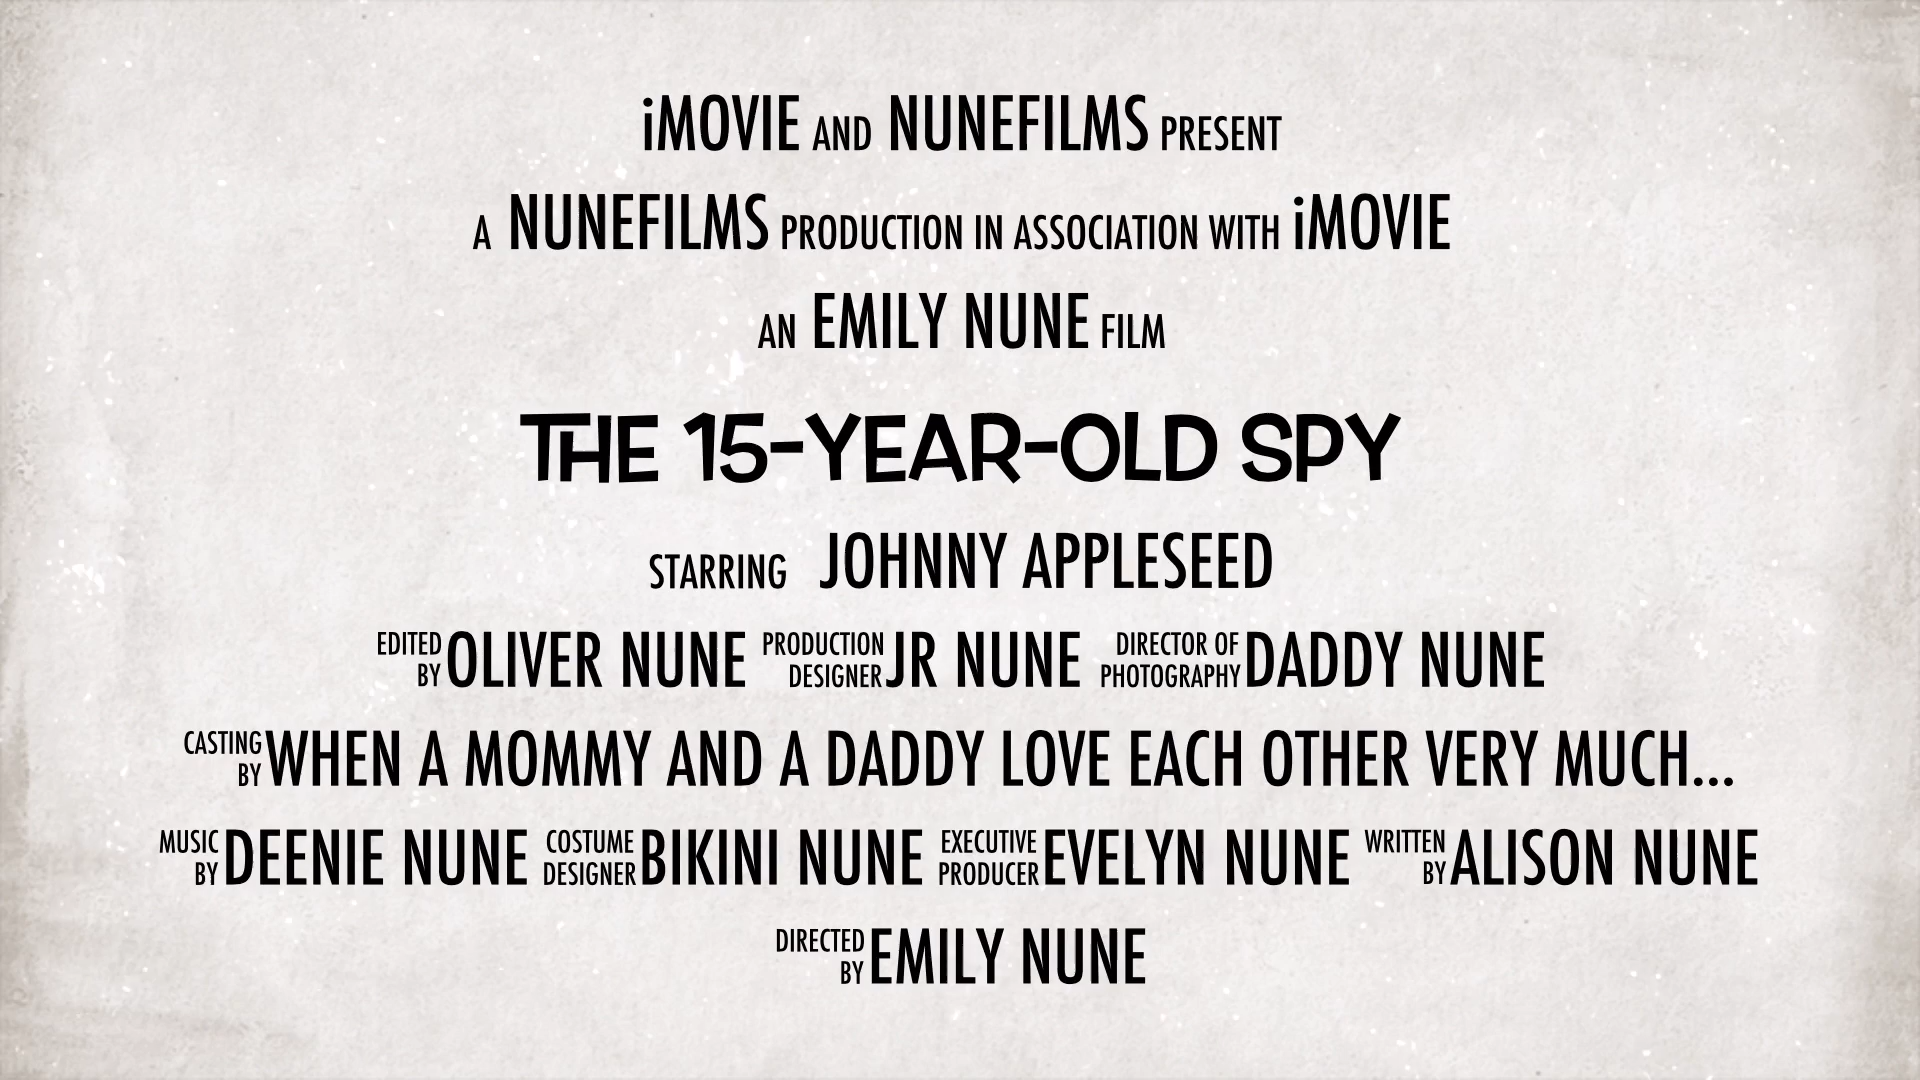 iMOVIE AND NUNEFILMS PRESENT
A NUNEFILMS PRODUCTION IN ASSOCIATION WITH iMOVIE
AN EMILY NUNE FILM
THE 15-YEAR-OLD SPY
STARRING JOHNNY APPLESEED
EDITED BY OLIVER NUNE PRODUCTION DESIGNER JR NUNE DIRECTOR OF PHOTOGRAPHY DADDY NUNE
CASTING BY WHEN A MOMMY AND A DADDY LOVE EACH OTHER VERY MUCH...
MUSIC BY DEENIE NUNE COSTUME DESIGNER BIKINI NUNE EXECUTIVE PRODUCER EVELYN NUNE WRITTEN BY ALISON NUNE
DIRECTED BY EMILY NUNE